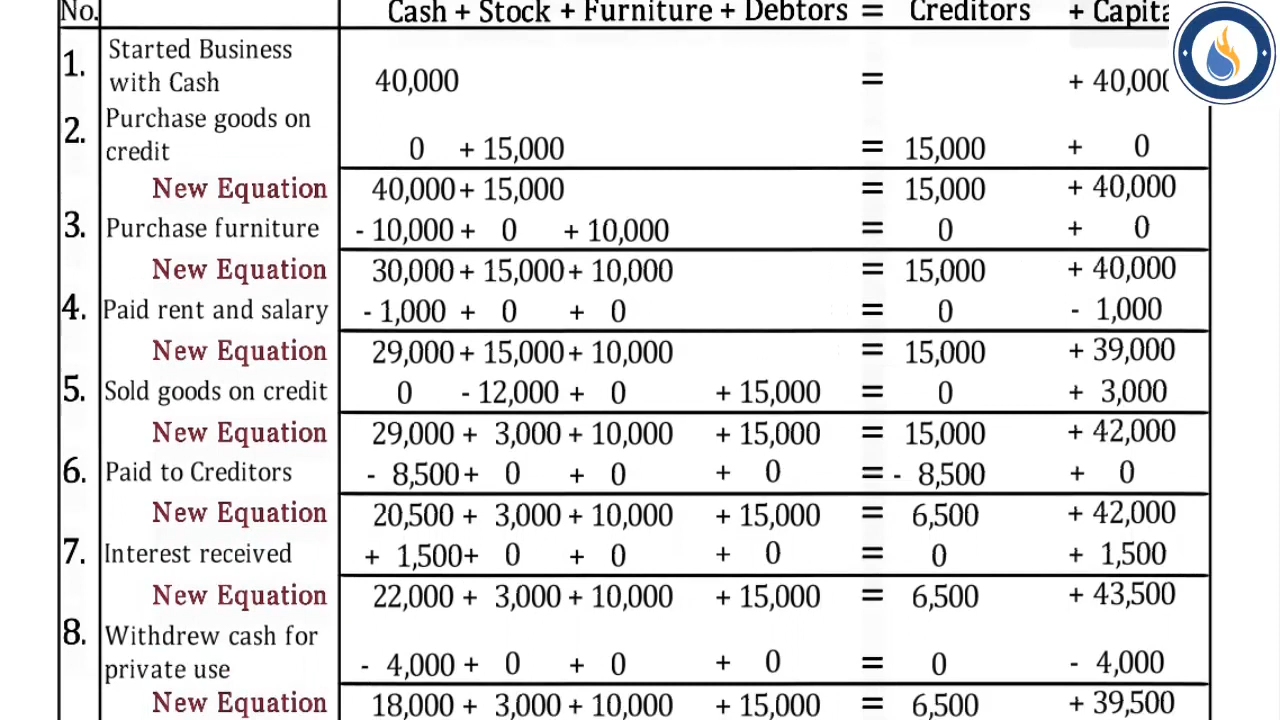 No. Cash + Stock + Furniture + Debtors = Creditors + Capita
1. Started Business
with Cash 40,000 = + 40,000
2. Purchase goods on
credit 0 + 15,000 = 15,000 + 0
New Equation 40,000 + 15,000 = 15,000 + 40,000
3. Purchase furniture - 10,000 + 0 + 10,000 = 0 + 0
New Equation 30,000 + 15,000 + 10,000 = 15,000 + 40,000
4. Paid rent and salary - 1,000 + 0 + 0 = 0 - 1,000
New Equation 29,000 + 15,000 + 10,000 = 15,000 + 39,000
5. Sold goods on credit 0 - 12,000 + 0 + 15,000 = 0 + 3,000
New Equation 29,000 + 3,000 + 10,000 + 15,000 = 15,000 + 42,000
6. Paid to Creditors - 8,500 + 0 + 0 + 0 = - 8,500 + 0
New Equation 20,500 + 3,000 + 10,000 + 15,000 = 6,500 + 42,000
7. Interest received + 1,500 + 0 + 0 + 0 = 0 + 1,500
New Equation 22,000 + 3,000 + 10,000 + 15,000 = 6,500 + 43,500
8. Withdrew cash for
private use - 4,000 + 0 + 0 + 0 = 0 - 4,000
New Equation 18,000 + 3,000 + 10,000 + 15,000 = 6,500 + 39,500